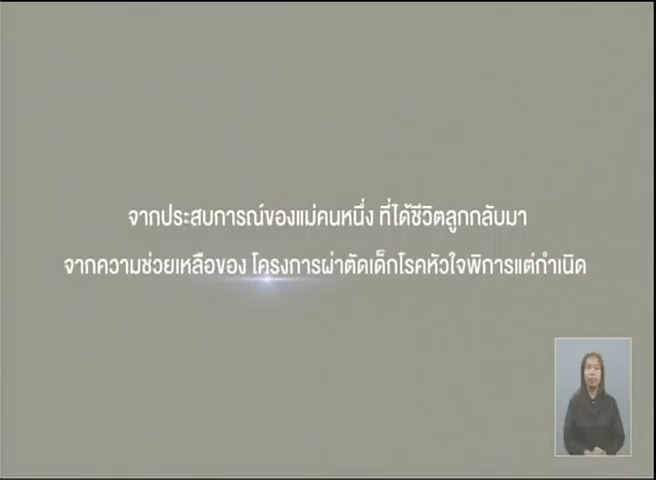 จากประสบการณ์ของแม่คนหนึ่ง ที่ได้ชีวิตลูกกลับมา
จากความช่วยเหลือของ โครงการผ่าตัดเด็กโรคหัวใจพิการแต่กำเนิด